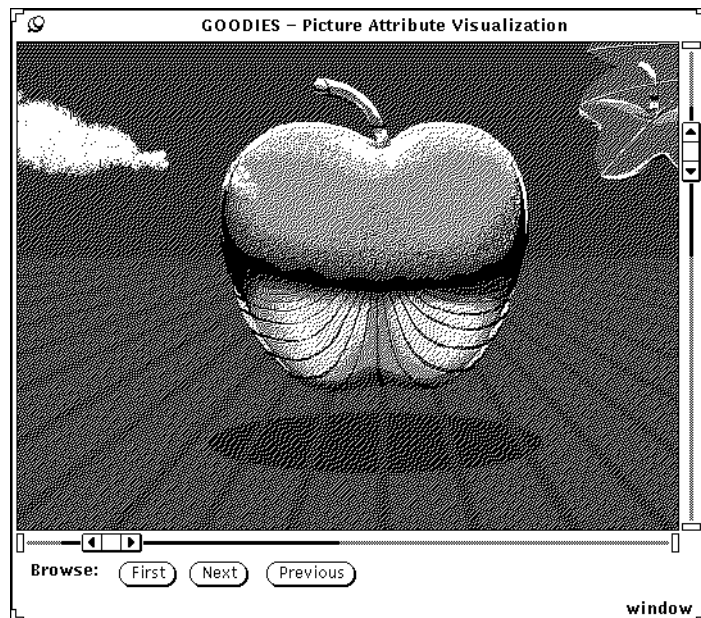 GOODIES – Picture Attribute Visualization
Browse: First Next Previous
window